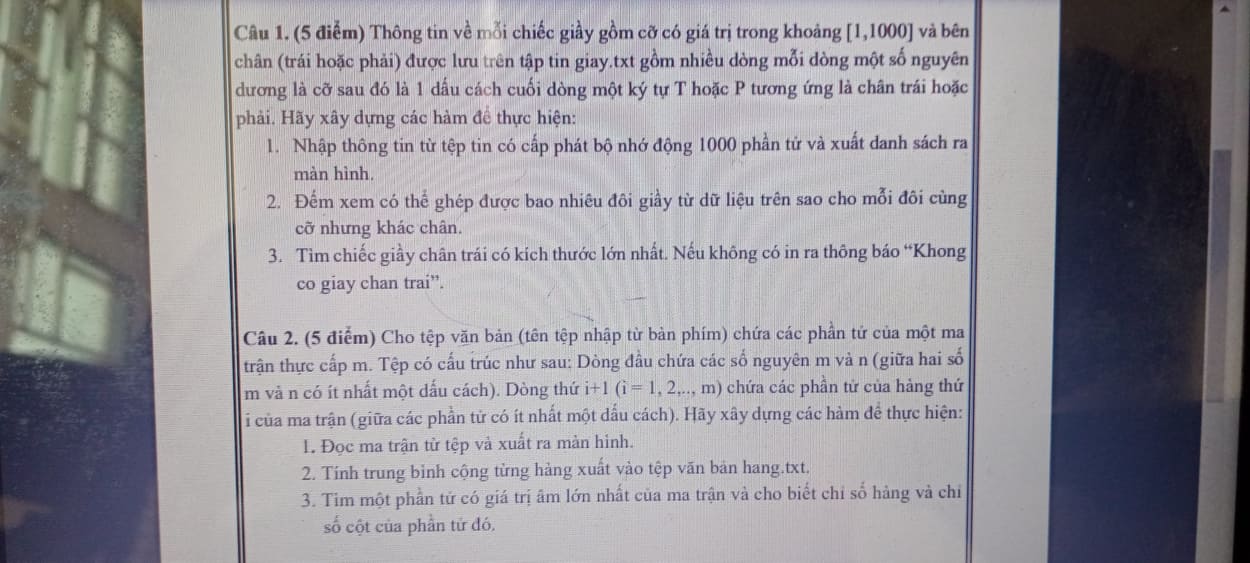 Câu 1. (5 điểm) Thông tin về mỗi chiếc giầy gồm cỡ có giá trị trong khoảng [1,1000] và bên
chân (trái hoặc phải) được lưu trên tập tin giay.txt gồm nhiều dòng mỗi dòng một số nguyên
dương là cỡ sau đó là 1 dấu cách cuối dòng một ký tự T hoặc P tương ứng là chân trái hoặc
phải. Hãy xây dựng các hàm để thực hiện:
1. Nhập thông tin từ tệp tin có cấp phát bộ nhớ động 1000 phần tử và xuất danh sách ra
màn hình.
2. Đếm xem có thể ghép được bao nhiêu đôi giầy từ dữ liệu trên sao cho mỗi đôi cùng
cỡ nhưng khác chân.
3. Tìm chiếc giầy chân trái có kích thước lớn nhất. Nếu không có in ra thông báo “Khong
co giay chan trai”.
Câu 2. (5 điểm) Cho tệp văn bản (tên tệp nhập từ bàn phím) chứa các phần tử của một ma
trận thực cấp m. Tệp có cấu trúc như sau: Dòng đầu chứa các số nguyên m và n (giữa hai số
m và n có ít nhất một dấu cách). Dòng thứ i+1 (i = 1, 2,.., m) chứa các phần tử của hàng thứ
i của ma trận (giữa các phần tử có ít nhất một dấu cách). Hãy xây dựng các hàm để thực hiện:
1. Đọc ma trận từ tệp và xuất ra màn hình.
2. Tính trung bình cộng từng hàng xuất vào tệp văn bản hang.txt.
3. Tìm một phần tử có giá trị âm lớn nhất của ma trận và cho biết chỉ số hàng và chỉ
số cột của phần tử đó.